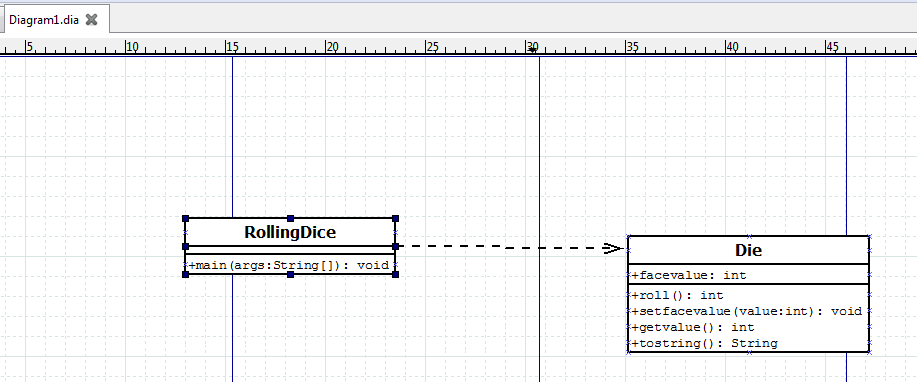 Diagram1.dia
5 10 15 20 25 30 35 40 45
RollingDice
+main(args:String[]): void
Die
+facevalue: int
+roll(): int
+setfacevalue(value:int): void
+getvalue(): int
+tostring(): String